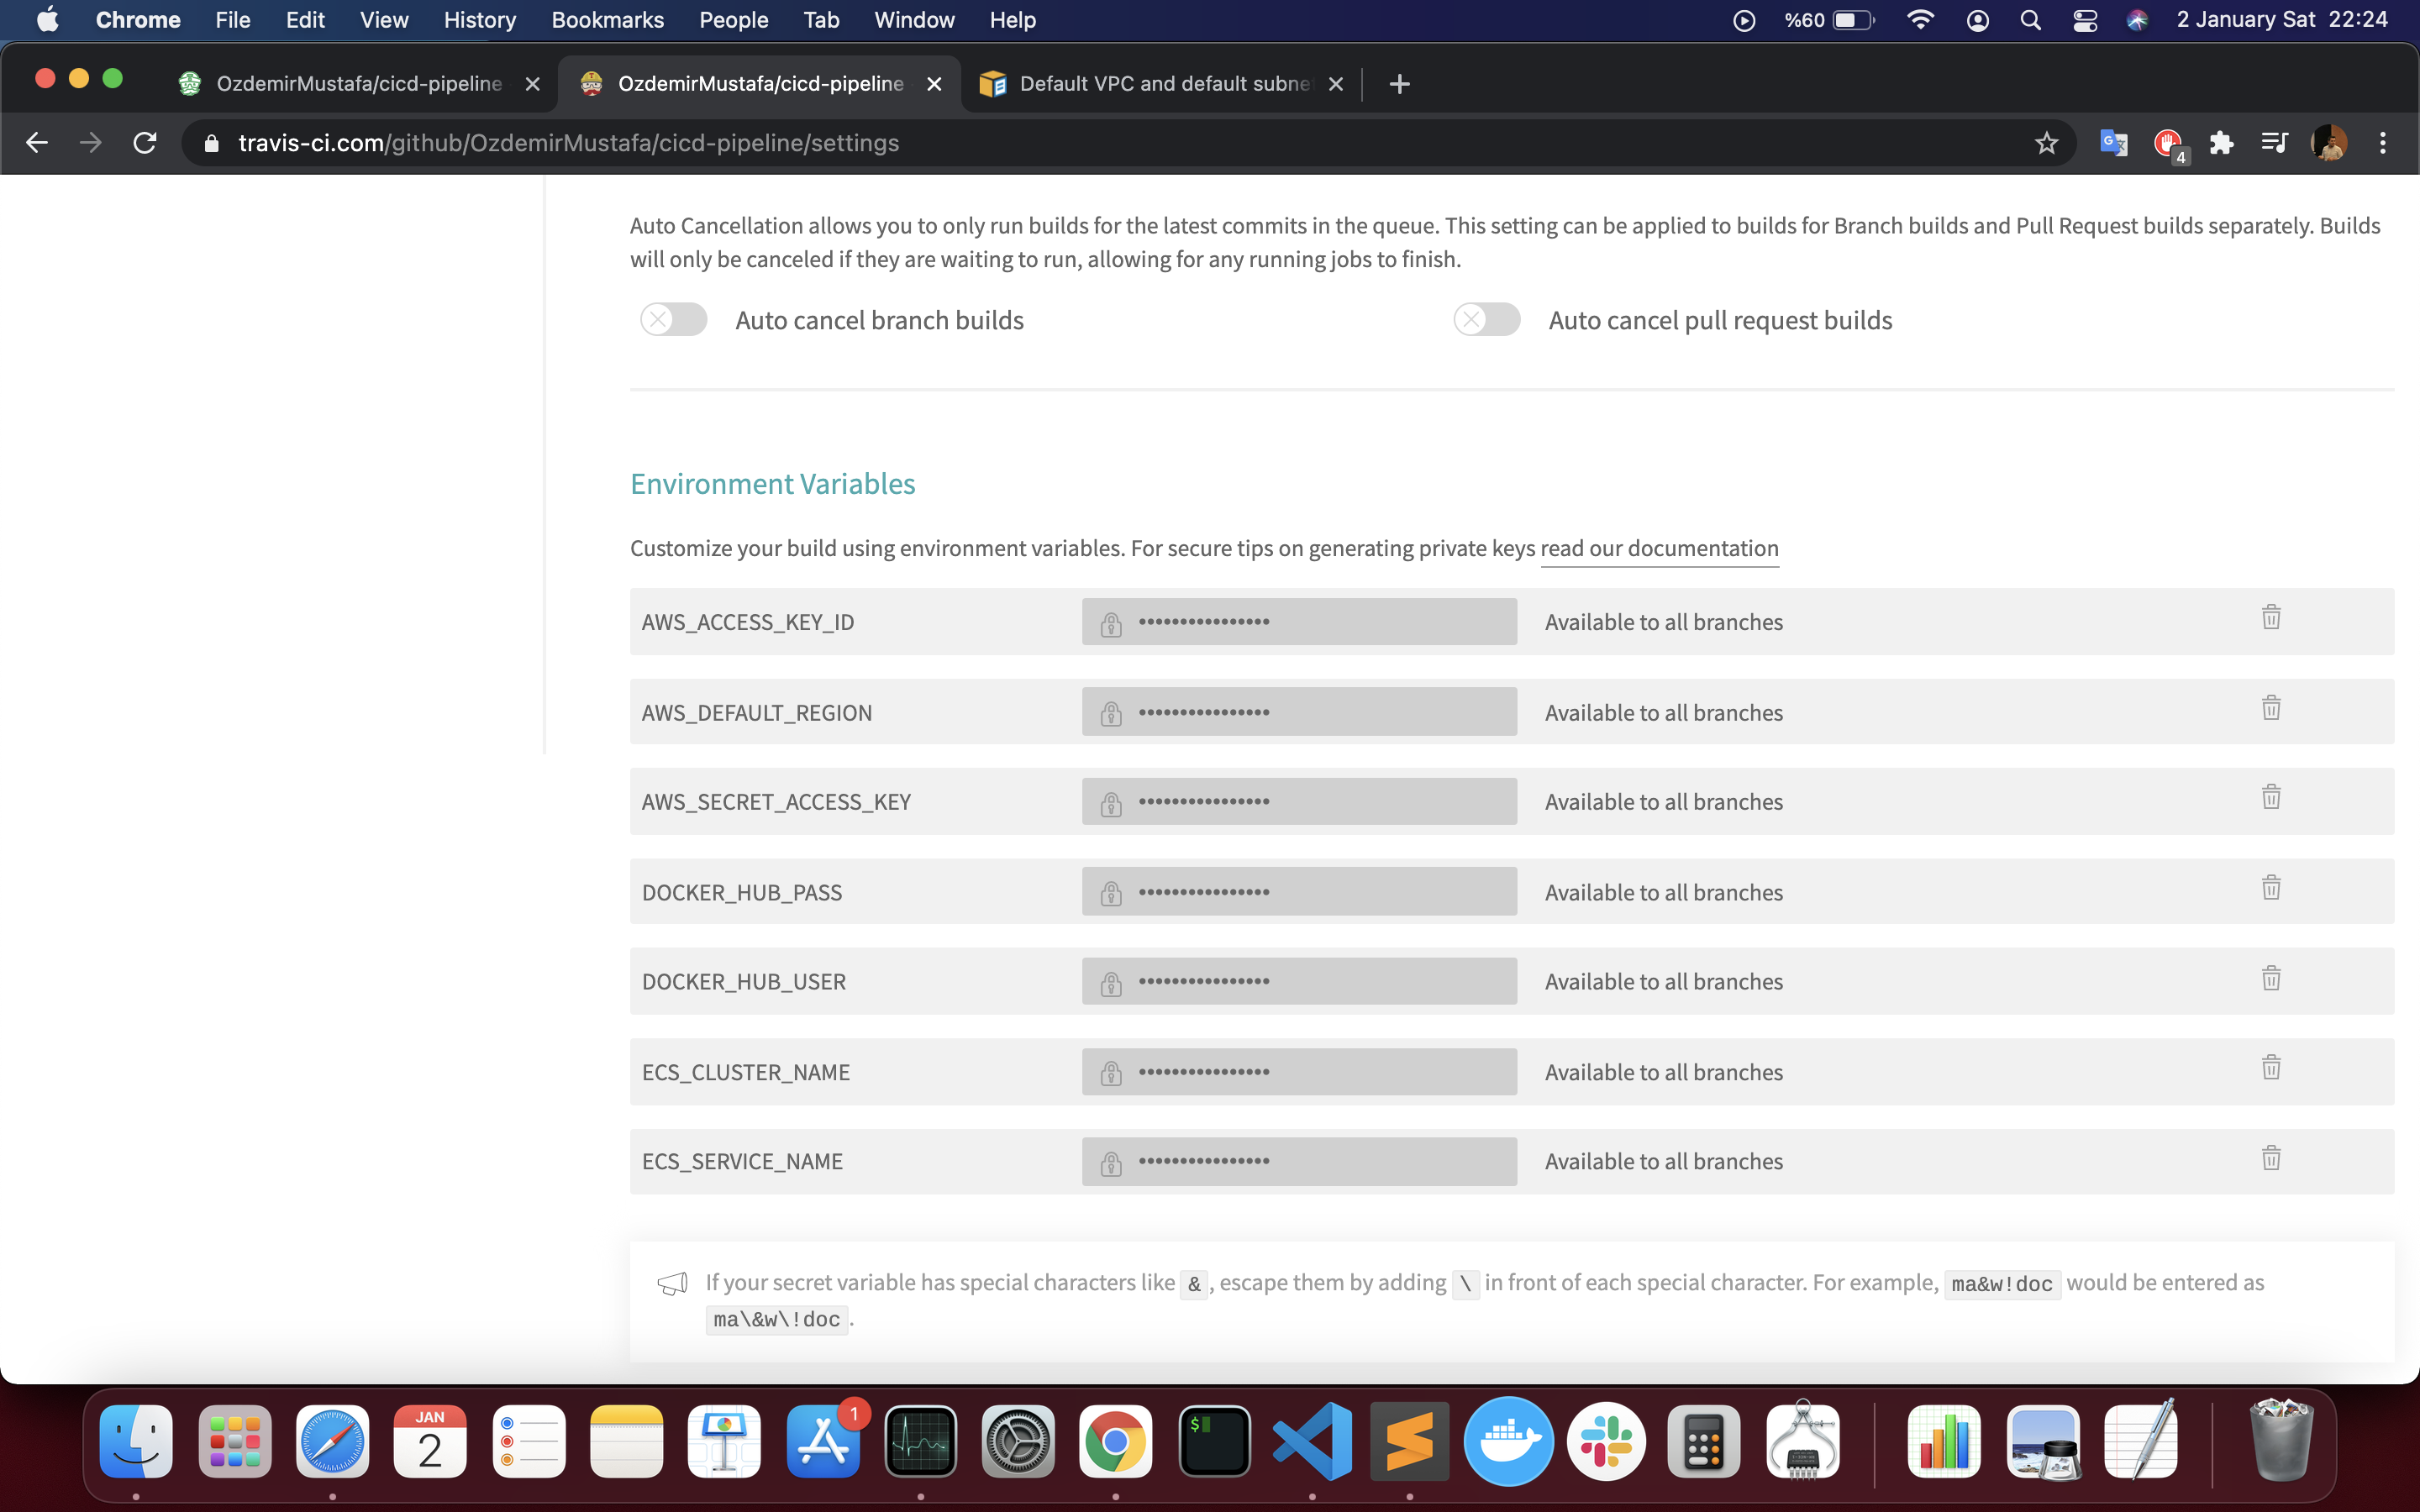 Chrome File Edit View History Bookmarks People Tab Window Help %60 2 January Sat 22:24
OzdemirMustafa/cicd-pipeline OzdemirMustafa/cicd-pipeline Default VPC and default subne
travis-ci.com/github/OzdemirMustafa/cicd-pipeline/settings 4
Auto Cancellation allows you to only run builds for the latest commits in the queue. This setting can be applied to builds for Branch builds and Pull Request builds separately. Builds
will only be canceled if they are waiting to run, allowing for any running jobs to finish.
Auto cancel branch builds Auto cancel pull request builds
Environment Variables
Customize your build using environment variables. For secure tips on generating private keys read our documentation
AWS_ACCESS_KEY_ID •••••••••••••••• Available to all branches
AWS_DEFAULT_REGION •••••••••••••••• Available to all branches
AWS_SECRET_ACCESS_KEY •••••••••••••••• Available to all branches
DOCKER_HUB_PASS •••••••••••••••• Available to all branches
DOCKER_HUB_USER •••••••••••••••• Available to all branches
ECS_CLUSTER_NAME •••••••••••••••• Available to all branches
ECS_SERVICE_NAME •••••••••••••••• Available to all branches
If your secret variable has special characters like & , escape them by adding \ in front of each special character. For example, ma&w!doc would be entered as
ma\&w\!doc .
JAN 1
2 $